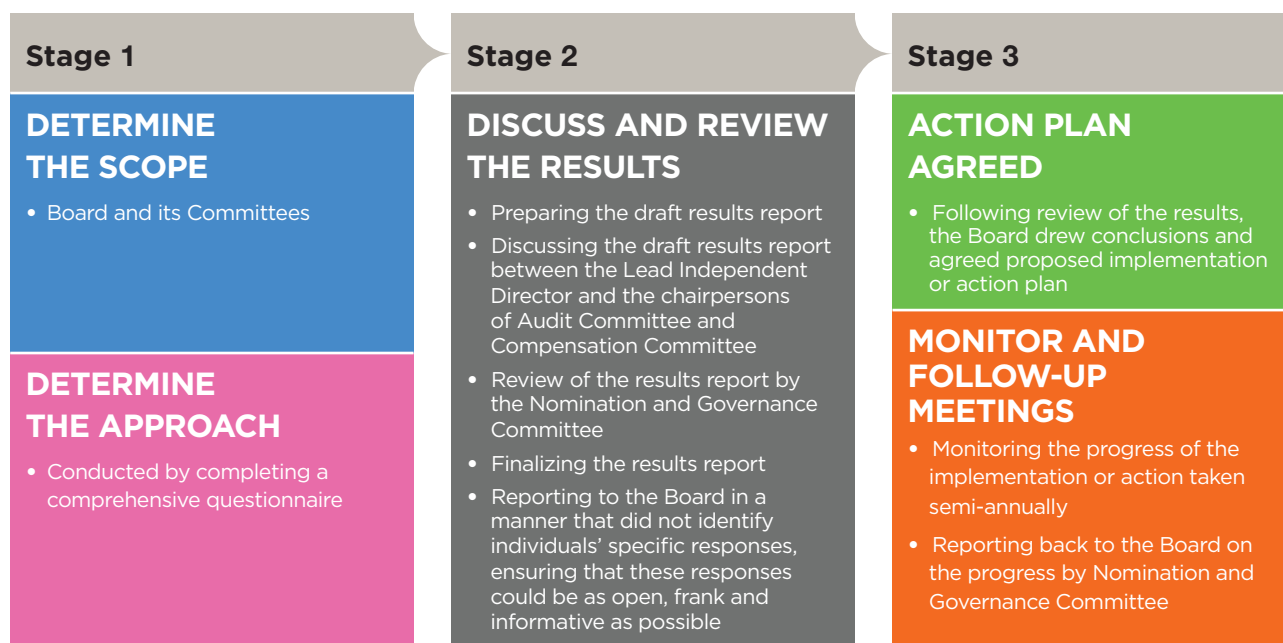 Stage 1
DETERMINE
THE SCOPE
• Board and its Committees
DETERMINE
THE APPROACH
• Conducted by completing a
comprehensive questionnaire
Stage 2
DISCUSS AND REVIEW
THE RESULTS
• Preparing the draft results report
• Discussing the draft results report
between the Lead Independent
Director and the chairpersons
of Audit Committee and
Compensation Committee
• Review of the results report by
the Nomination and Governance
Committee
• Finalizing the results report
• Reporting to the Board in a
manner that did not identify
individuals’ specific responses,
ensuring that these responses
could be as open, frank and
informative as possible
Stage 3
ACTION PLAN
AGREED
• Following review of the results,
the Board drew conclusions and
agreed proposed implementation
or action plan
MONITOR AND
FOLLOW-UP
MEETINGS
• Monitoring the progress of the
implementation or action taken
semi-annually
• Reporting back to the Board on
the progress by Nomination and
Governance Committee